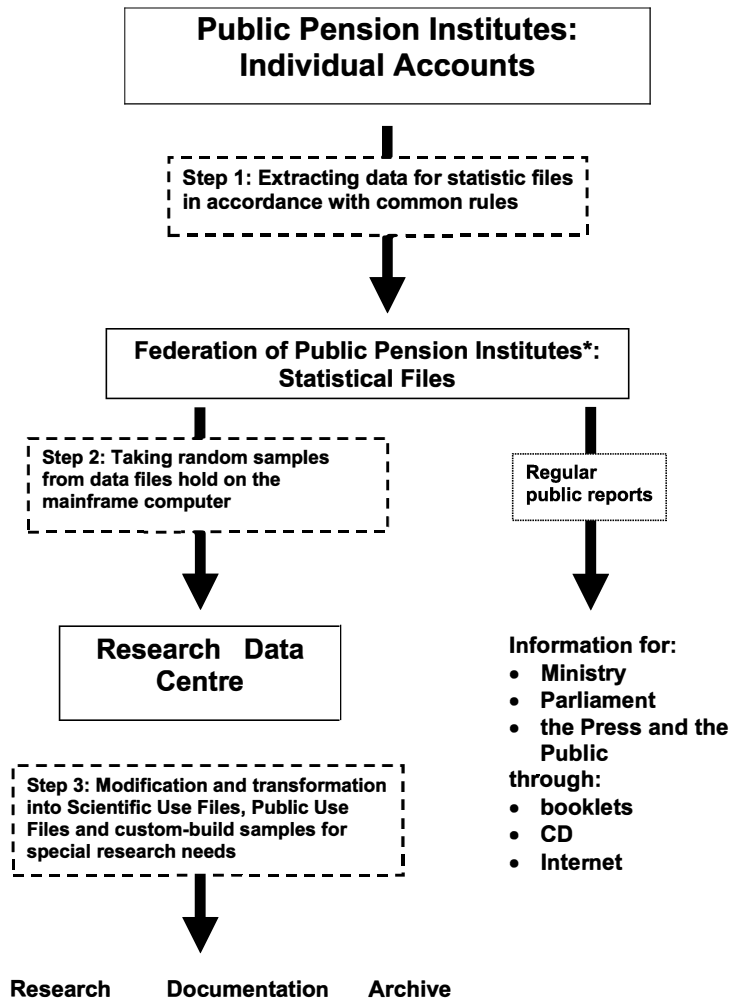 Public Pension Institutes:
Individual Accounts
Step 1: Extracting data for statistic files
in accordance with common rules
Federation of Public Pension Institutes*:
Statistical Files
Step 2: Taking random samples
from data files hold on the
mainframe computer
Regular
public reports
Research Data
Centre
Information for:
• Ministry
• Parliament
• the Press and the
Public
through:
• booklets
• CD
• Internet
Step 3: Modification and transformation
into Scientific Use Files, Public Use
Files and custom-build samples for
special research needs
Research Documentation Archive